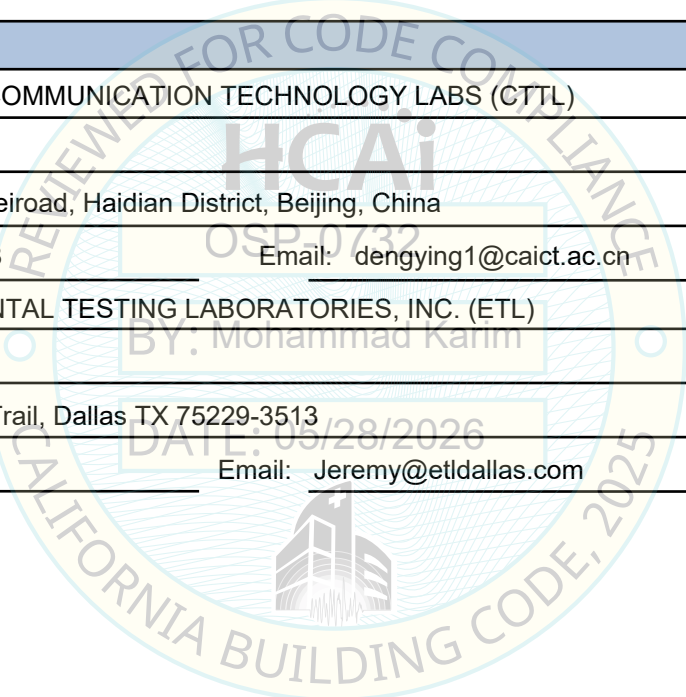 REVIEWED FOR CODE COMPLIANCE
OMMUNICATION TECHNOLOGY LABS (CTTL)
HCAi
eiroad, Haidian District, Beijing, China
OSP-0732
Email: dengying1@caict.ac.cn
NTAL TESTING LABORATORIES, INC. (ETL)
BY: Mohammad Karim
Trail, Dallas TX 75229-3513
DATE: 05/28/2026
Email: Jeremy@etldallas.com
CALIFORNIA BUILDING CODE, 2025